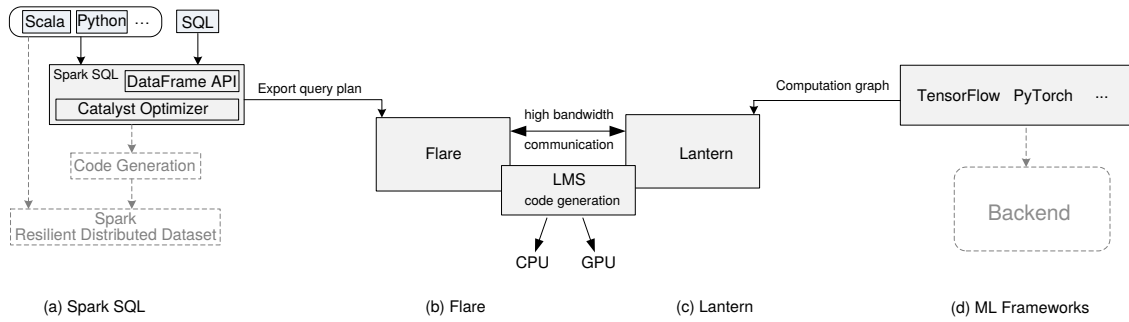 Scala Python ... SQL
Spark SQL
DataFrame API
Catalyst Optimizer
Code Generation
Spark
Resilient Distributed Dataset
Export query plan
Flare
high bandwidth
communication
LMS
code generation
CPU GPU
Lantern
Computation graph
TensorFlow PyTorch ...
Backend
(a) Spark SQL
(b) Flare
(c) Lantern
(d) ML Frameworks